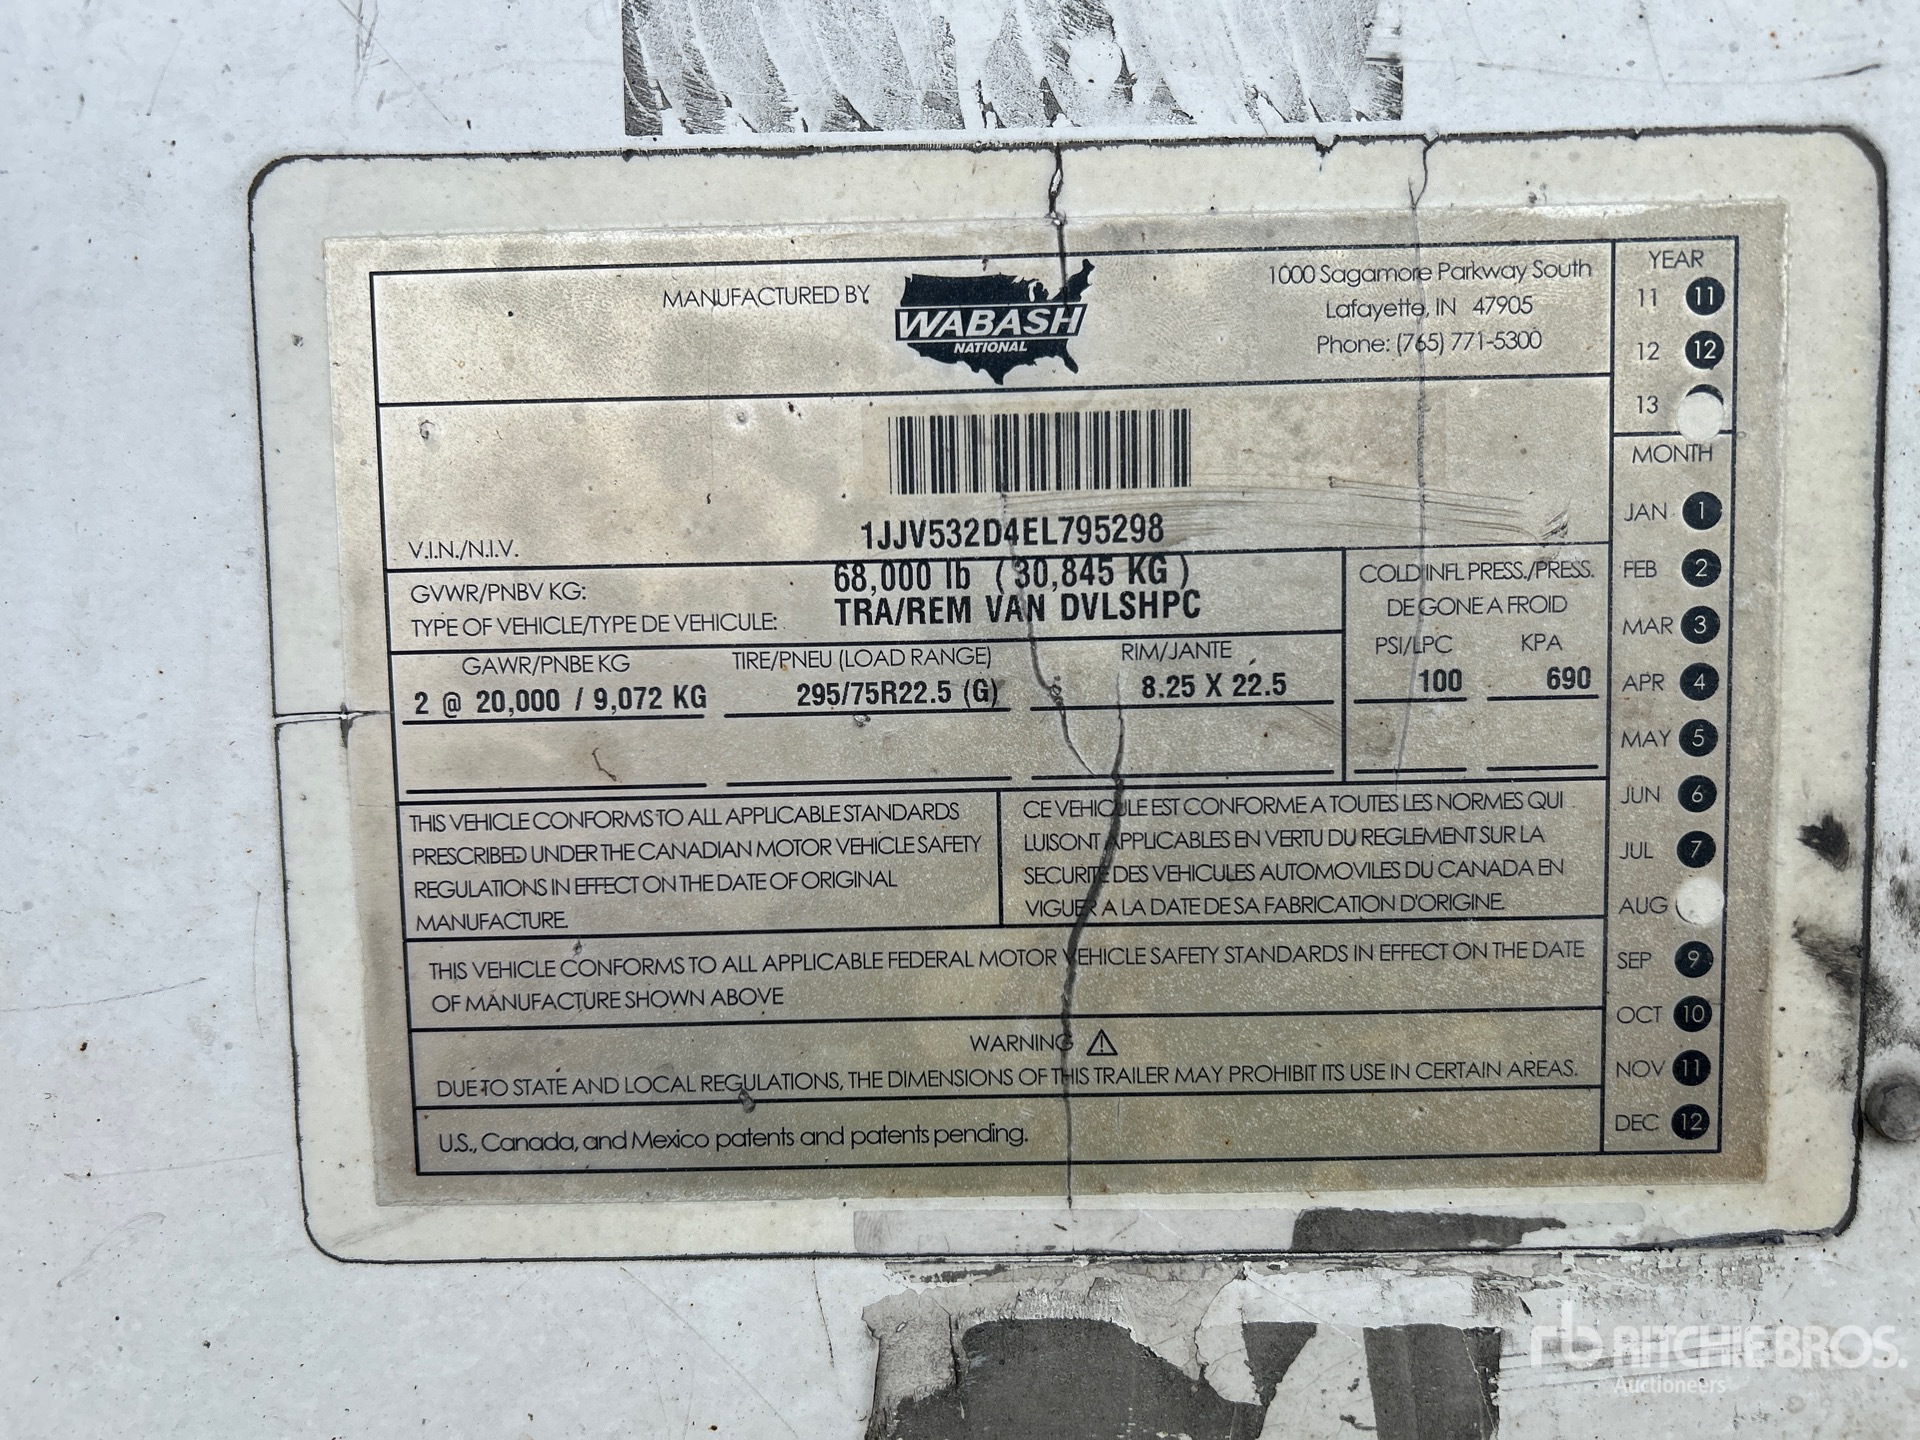 MANUFACTURED BY
WABASH
NATIONAL
1000 Sagamore Parkway South
Lafayette, IN 47905
Phone: (765) 771-5300
V.I.N./N.I.V.
1JJV532D4EL795298
GVWR/PNBV KG:
68,000 lb ( 30,845 KG )
TYPE OF VEHICLE/TYPE DE VEHICULE:
TRA/REM VAN DVLSHPC
COLD INFL PRESS./PRESS.
DE GONE A FROID
PSI/LPC KPA
GAWR/PNBE KG TIRE/PNEU (LOAD RANGE) RIM/JANTE
2 @ 20,000 / 9,072 KG 295/75R22.5 (G) 8.25 X 22.5 100 690
THIS VEHICLE CONFORMS TO ALL APPLICABLE STANDARDS
PRESCRIBED UNDER THE CANADIAN MOTOR VEHICLE SAFETY
REGULATIONS IN EFFECT ON THE DATE OF ORIGINAL
MANUFACTURE.
CE VEHICULE EST CONFORME A TOUTES LES NORMES QUI
LUI SONT APPLICABLES EN VERTU DU REGLEMENT SUR LA
SECURITE DES VEHICULES AUTOMOVILES DU CANADA EN
VIGUER A LA DATE DE SA FABRICATION D'ORIGINE.
THIS VEHICLE CONFORMS TO ALL APPLICABLE FEDERAL MOTOR VEHICLE SAFETY STANDARDS IN EFFECT ON THE DATE
OF MANUFACTURE SHOWN ABOVE
WARNING
DUE TO STATE AND LOCAL REGULATIONS, THE DIMENSIONS OF THIS TRAILER MAY PROHIBIT ITS USE IN CERTAIN AREAS.
U.S., Canada, and Mexico patents and patents pending.
YEAR
11 11
12 12
13
MONTH
JAN 1
FEB 2
MAR 3
APR 4
MAY 5
JUN 6
JUL 7
AUG
SEP 9
OCT 10
NOV 11
DEC 12
rb RITCHIE BROS.
Auctioneers